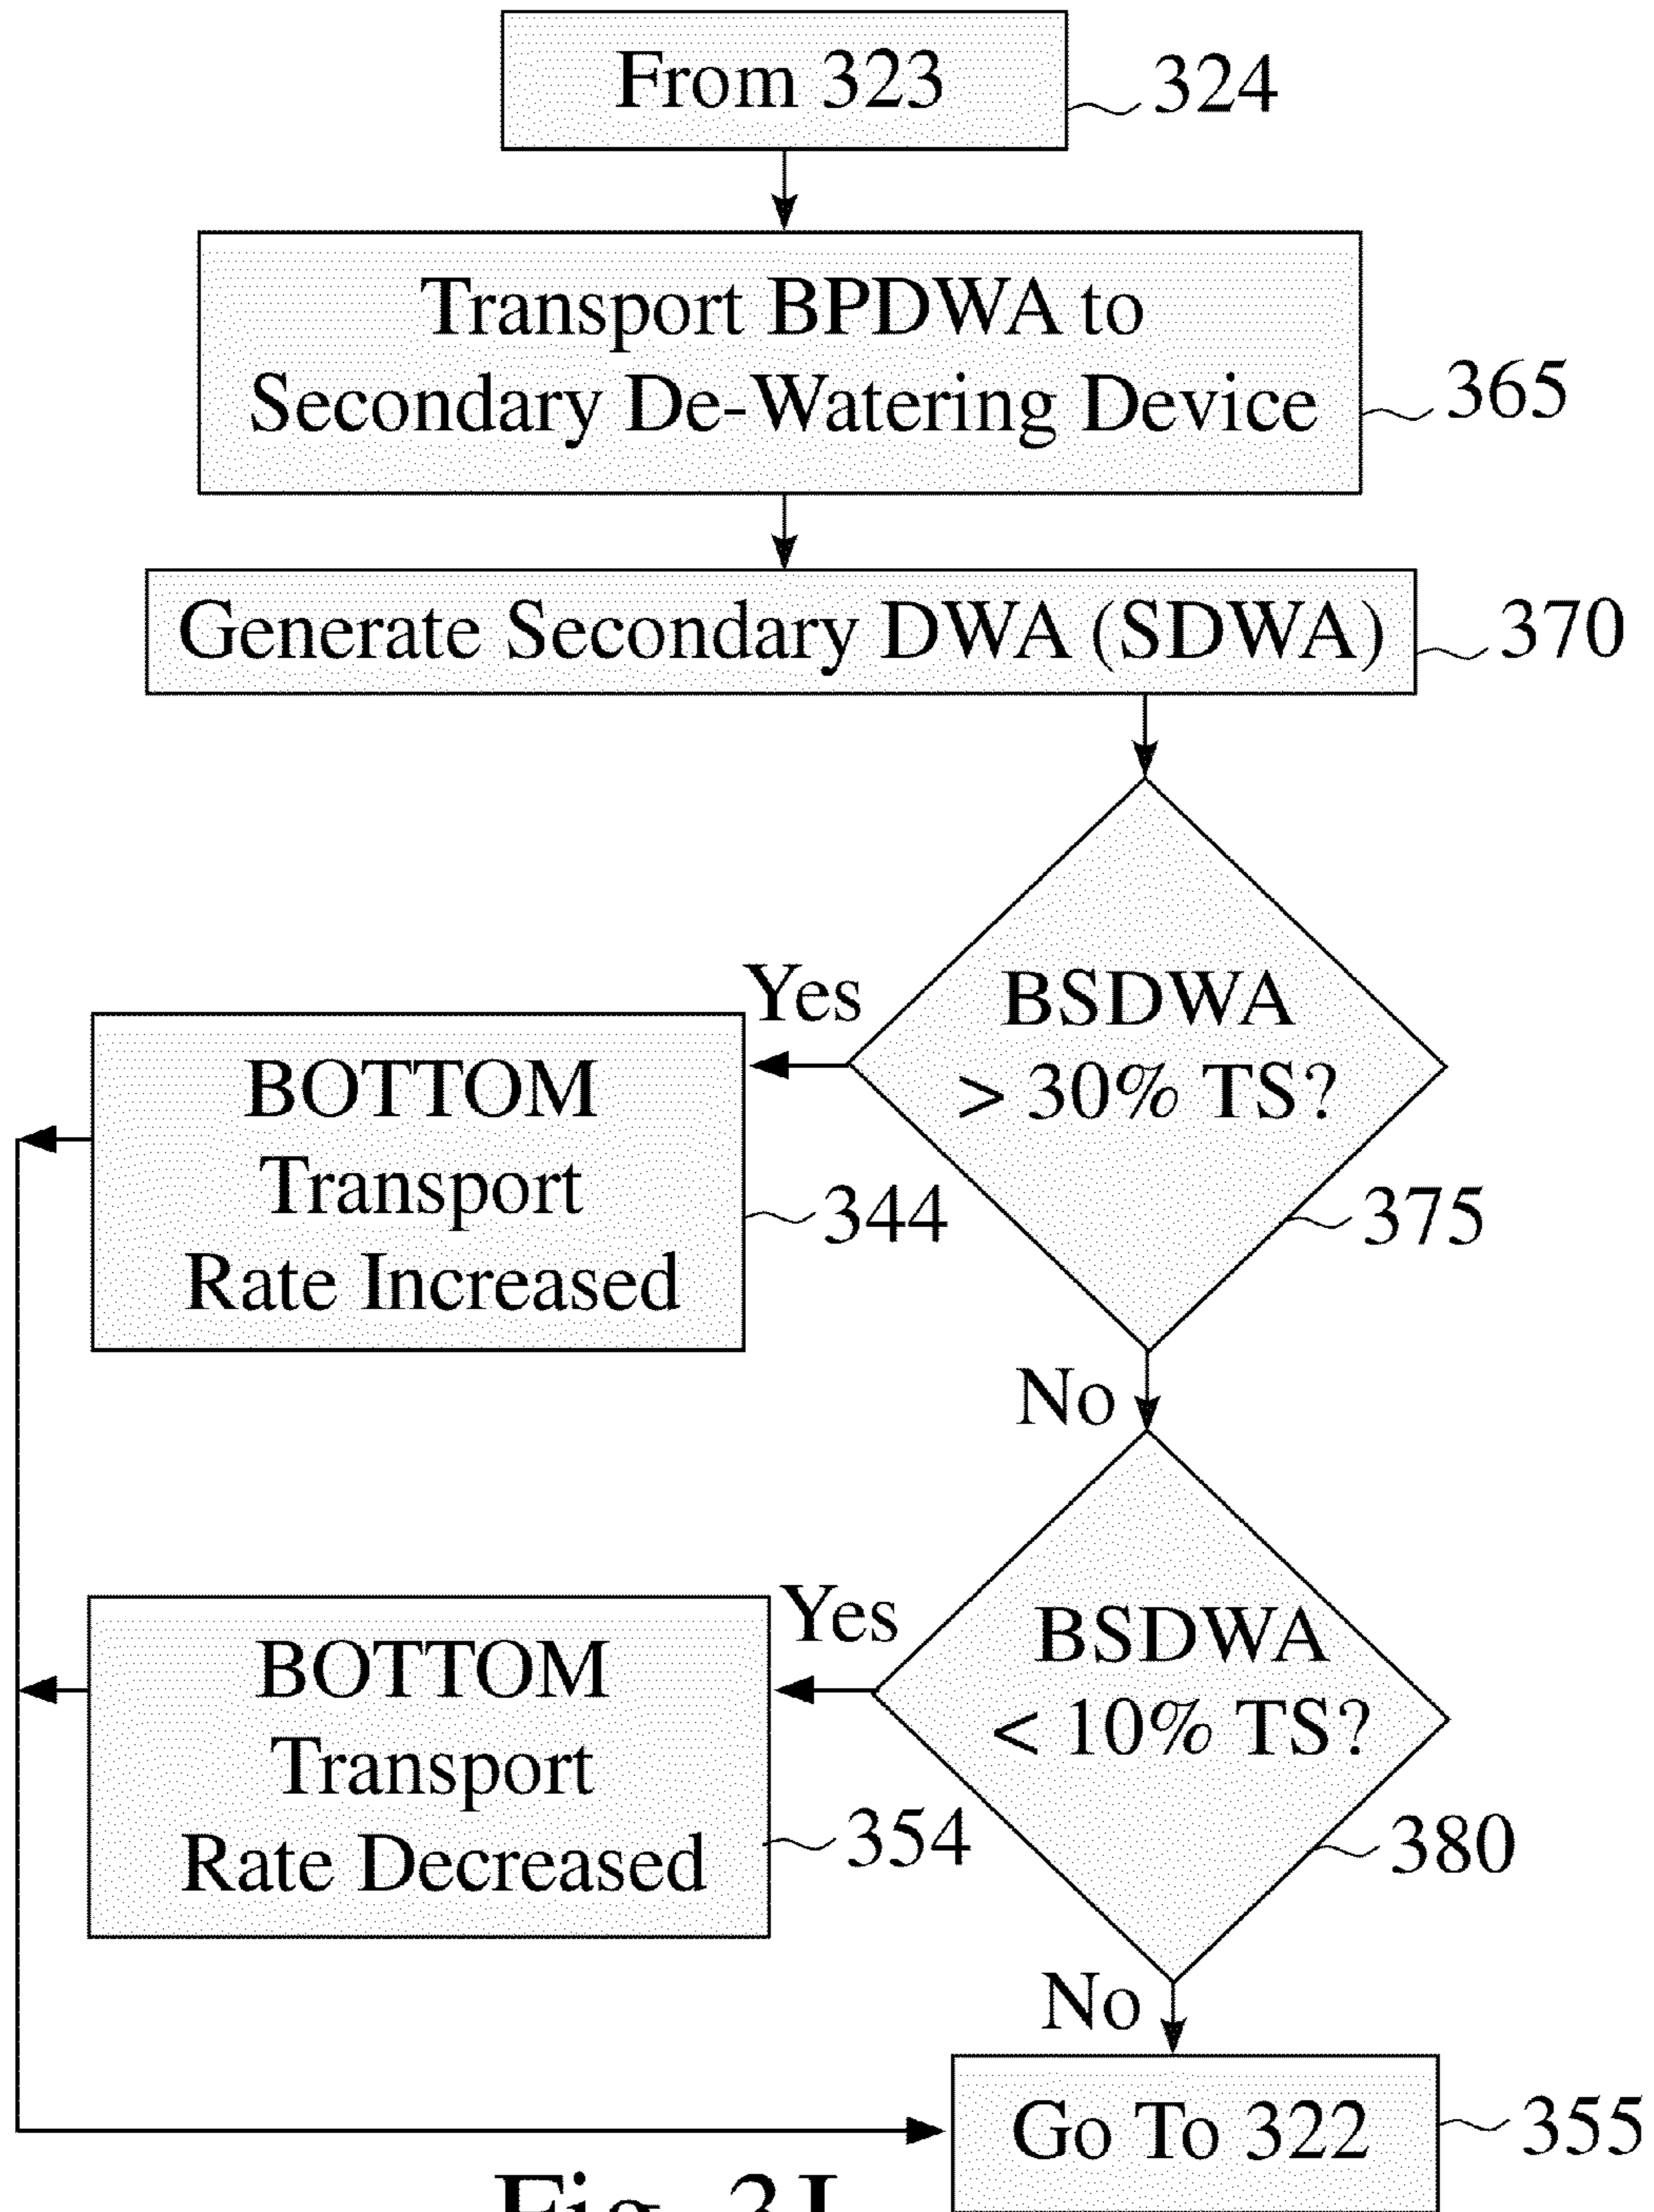 From 323
324
Transport BPDWA to
Secondary De-Watering Device
365
Generate Secondary DWA (SDWA)
370
BSDWA
> 30% TS?
375
Yes
BOTTOM
Transport
Rate Increased
344
No
BSDWA
< 10% TS?
380
Yes
BOTTOM
Transport
Rate Decreased
354
No
Go To 322
355